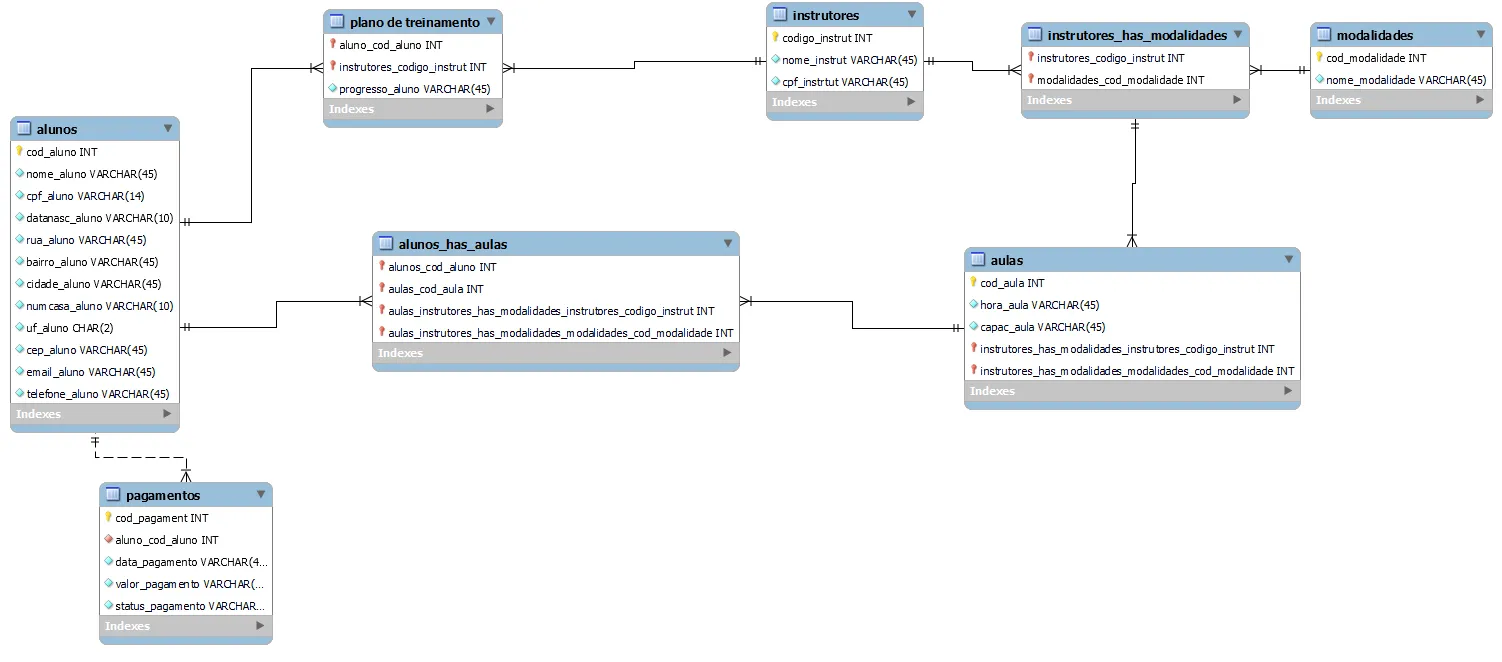 plano de treinamento
aluno_cod_aluno INT
instrutores_codigo_instrut INT
progresso_aluno VARCHAR(45)
Indexes
instrutores
codigo_instrut INT
nome_instrut VARCHAR(45)
cpf_instrtut VARCHAR(45)
Indexes
instrutores_has_modalidades
instrutores_codigo_instrut INT
modalidades_cod_modalidade INT
Indexes
modalidades
cod_modalidade INT
nome_modalidade VARCHAR(45)
Indexes
alunos
cod_aluno INT
nome_aluno VARCHAR(45)
cpf_aluno VARCHAR(14)
datanasc_aluno VARCHAR(10)
rua_aluno VARCHAR(45)
bairro_aluno VARCHAR(45)
cidade_aluno VARCHAR(45)
numcasa_aluno VARCHAR(10)
uf_aluno CHAR(2)
cep_aluno VARCHAR(45)
email_aluno VARCHAR(45)
telefone_aluno VARCHAR(45)
Indexes
alunos_has_aulas
alunos_cod_aluno INT
aulas_cod_aula INT
aulas_instrutores_has_modalidades_instrutores_codigo_instrut INT
aulas_instrutores_has_modalidades_modalidades_cod_modalidade INT
Indexes
aulas
cod_aula INT
hora_aula VARCHAR(45)
capac_aula VARCHAR(45)
instrutores_has_modalidades_instrutores_codigo_instrut INT
instrutores_has_modalidades_modalidades_cod_modalidade INT
Indexes
pagamentos
cod_pagament INT
aluno_cod_aluno INT
data_pagamento VARCHAR(4...
valor_pagamento VARCHAR(...
status_pagamento VARCHAR...
Indexes